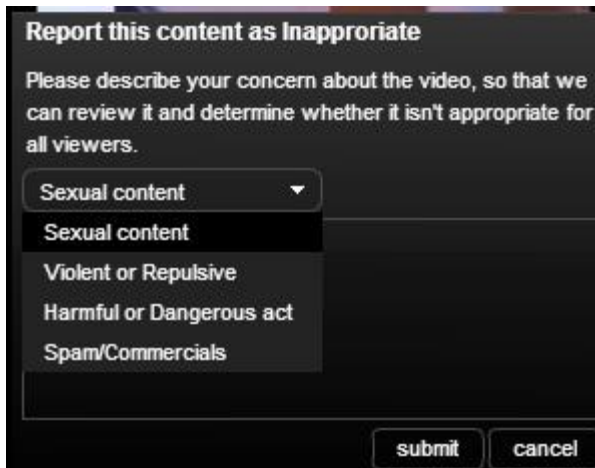 Report this content as Inapproriate
Please describe your concern about the video, so that we
can review it and determine whether it isn't appropriate for
all viewers.
Sexual content
Sexual content
Violent or Repulsive
Harmful or Dangerous act
Spam/Commercials
submit cancel